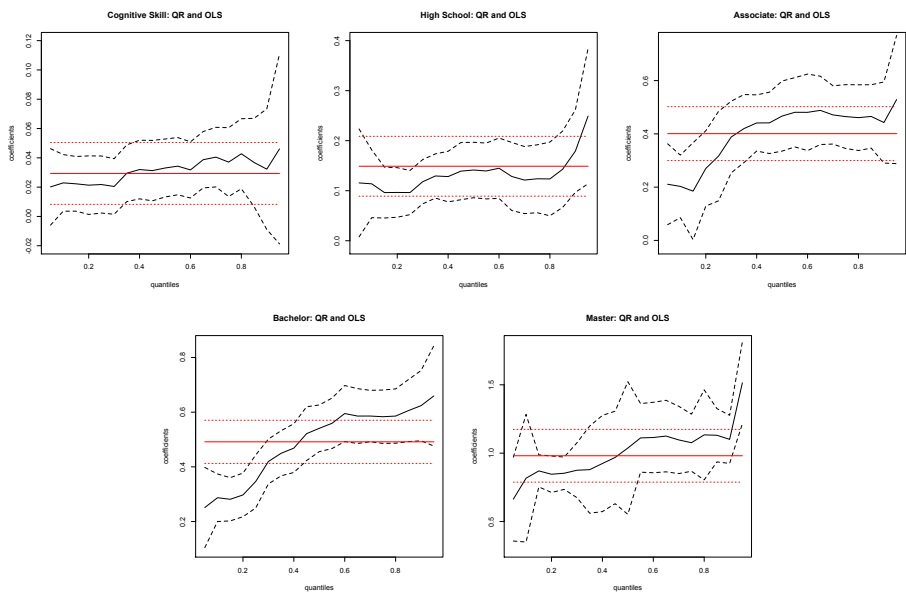 Cognitive Skill: QR and OLS
coefficients
-0.02 0.00 0.02 0.04 0.06 0.08 0.10 0.12
0.2 0.4 0.6 0.8
quantiles
High School: QR and OLS
coefficients
0.0 0.1 0.2 0.3 0.4
0.2 0.4 0.6 0.8
quantiles
Associate: QR and OLS
coefficients
0.0 0.2 0.4 0.6
0.2 0.4 0.6 0.8
quantiles
Bachelor: QR and OLS
coefficients
0.2 0.4 0.6 0.8
0.2 0.4 0.6 0.8
quantiles
Master: QR and OLS
coefficients
0.5 1.0 1.5
0.2 0.4 0.6 0.8
quantiles